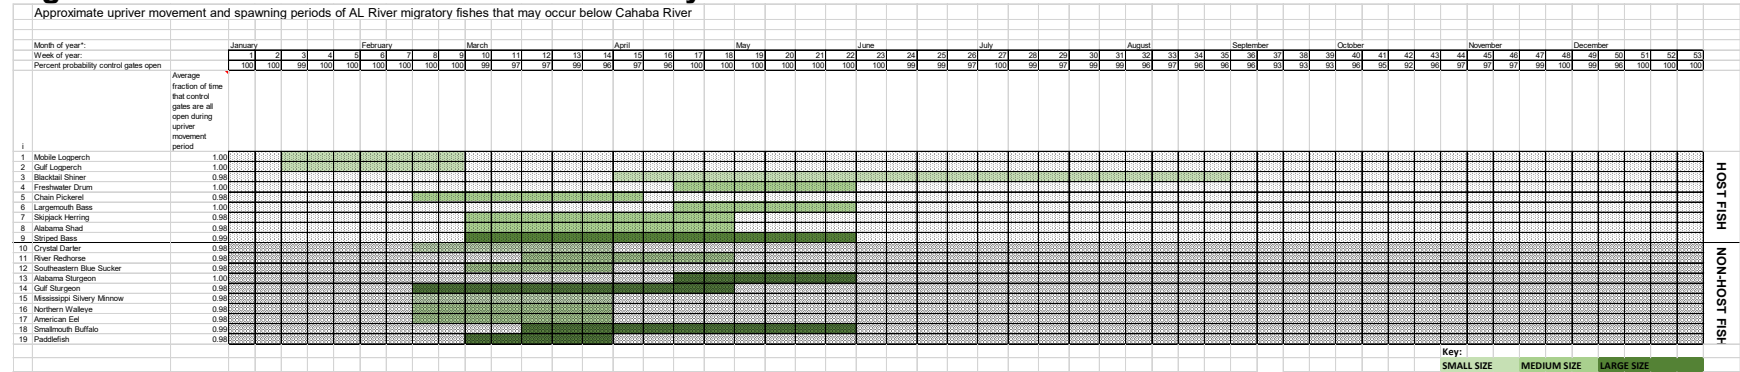 Approximate upriver movement and spawning periods of AL River migratory fishes that may occur below Cahaba River
Month of year*: January February March April May June July August September October November December
Week of year: 1 2 3 4 5 6 7 8 9 10 11 12 13 14 15 16 17 18 19 20 21 22 23 24 25 26 27 28 29 30 31 32 33 34 35 36 37 38 39 40 41 42 43 44 45 46 47 48 49 50 51 52 53
Percent probability control gates open 100 100 99 100 100 100 100 100 100 99 97 97 99 96 97 96 100 100 100 100 100 100 100 99 99 97 100 97 99 99 99 96 97 96 96 96 93 93 96 95 92 96 97 97 96 99 100 99 96 100 100 100
Average
fraction of time
that control
gates are all
open during
upriver
movement
period
i
1 Mobile Logperch 1.00
2 Gulf Logperch 1.00
3 Blacktail Shiner 0.98
4 Freshwater Drum 1.00
5 Chain Pickerel 0.98
6 Largemouth Bass 1.00
7 Skipjack Herring 0.98
8 Alabama Shad 0.98
9 Striped Bass 0.99
HOST FISH
10 Crystal Darter 0.98
11 River Redhorse 0.98
12 Southeastern Blue Sucker 0.98
13 Alabama Sturgeon 1.00
14 Gulf Sturgeon 0.98
15 Mississippi Silvery Minnow 0.98
16 Northern Walleye 0.98
17 American Eel 0.98
18 Smallmouth Buffalo 0.99
19 Paddlefish 0.98
NON-HOST FISH
Key:
SMALL SIZE MEDIUM SIZE LARGE SIZE